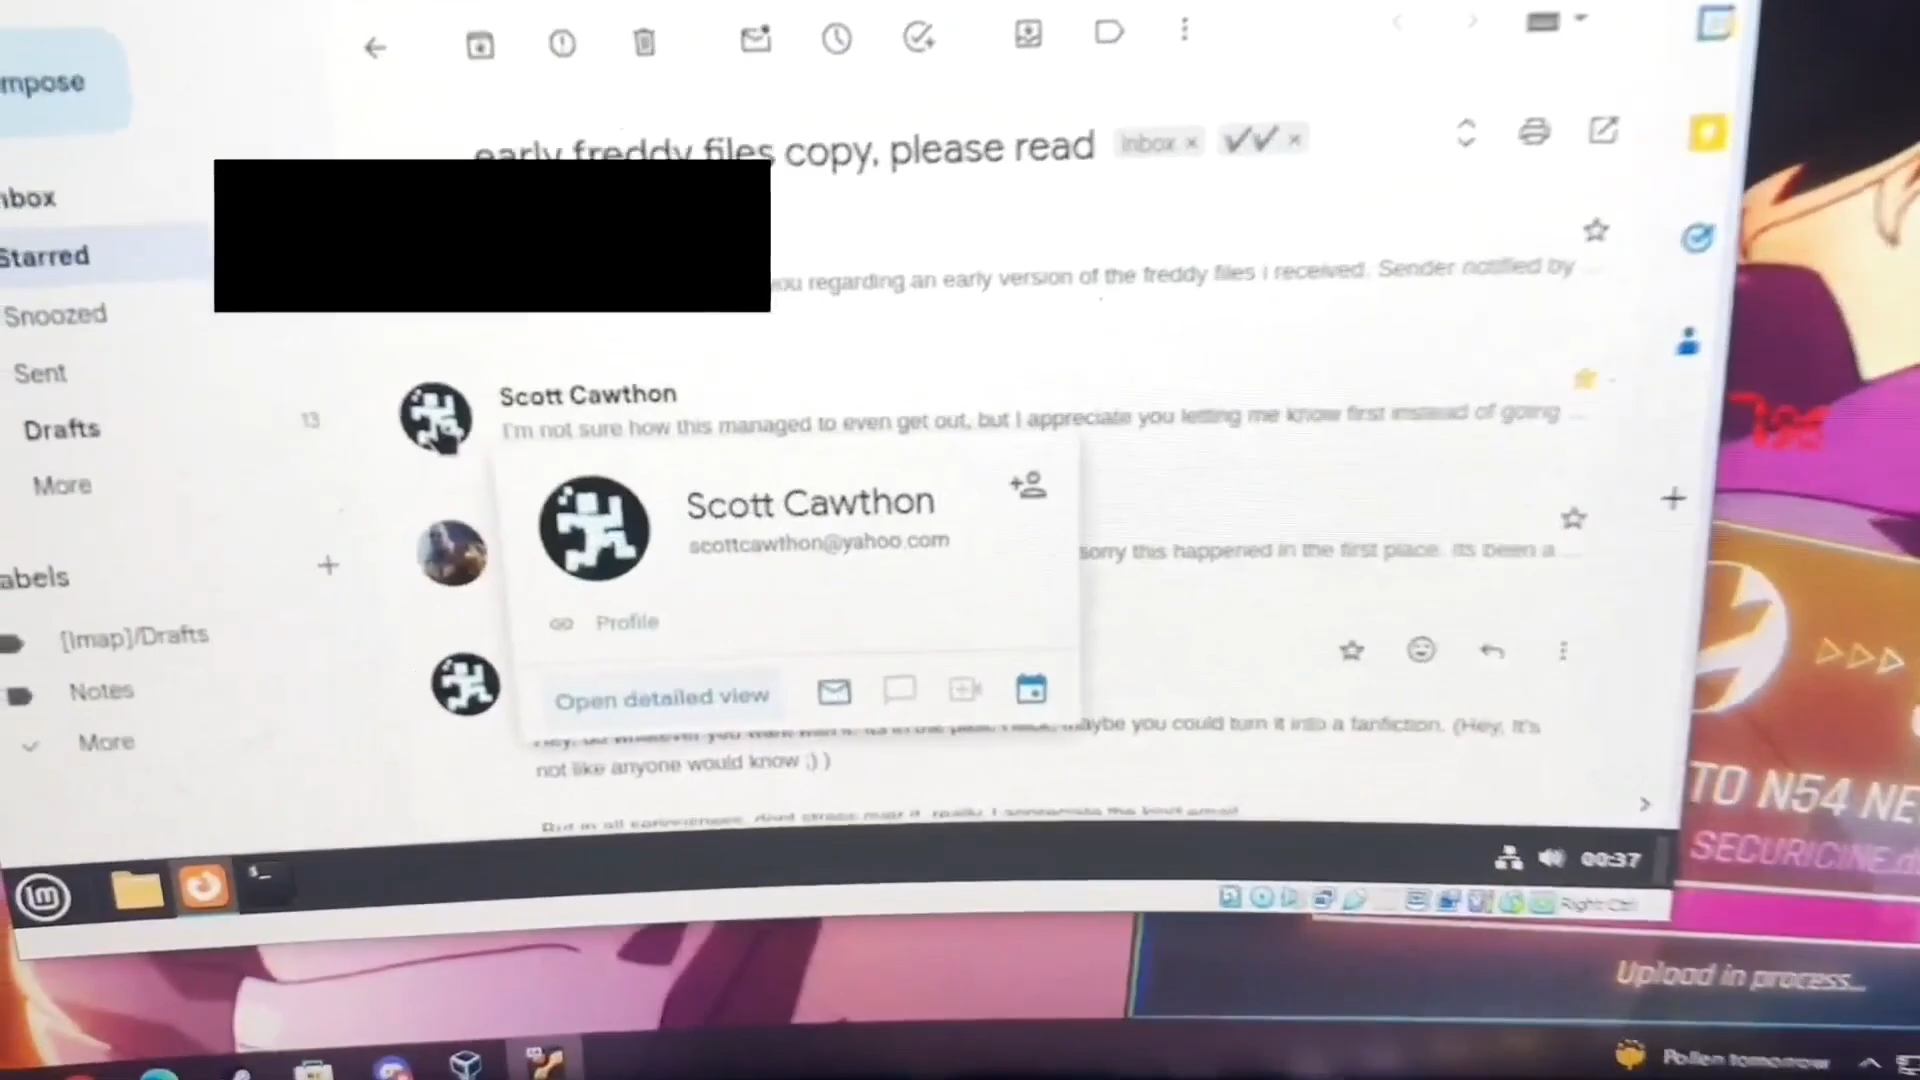 mpose
early freddy files copy, please read
Inbox ×
×
nbox
Starred
you regarding an early version of the freddy files i received. Sender notified by ...
Snoozed
Sent
Scott Cawthon
13
Drafts
I'm not sure how this managed to even get out, but I appreciate you letting me know first instead of going ...
More
Scott Cawthon
scottcawthon@yahoo.com
sorry this happened in the first place. Its been a ...
abels
[Imap]/Drafts
Profile
Notes
Open detailed view
maybe you could turn it into a fanfiction. (Hey, it's
More
not like anyone would know ;) )
TO N54 NE
SECURICINE.d
00:37
Right Ctrl
Upload in process...
Pollen tomorrow